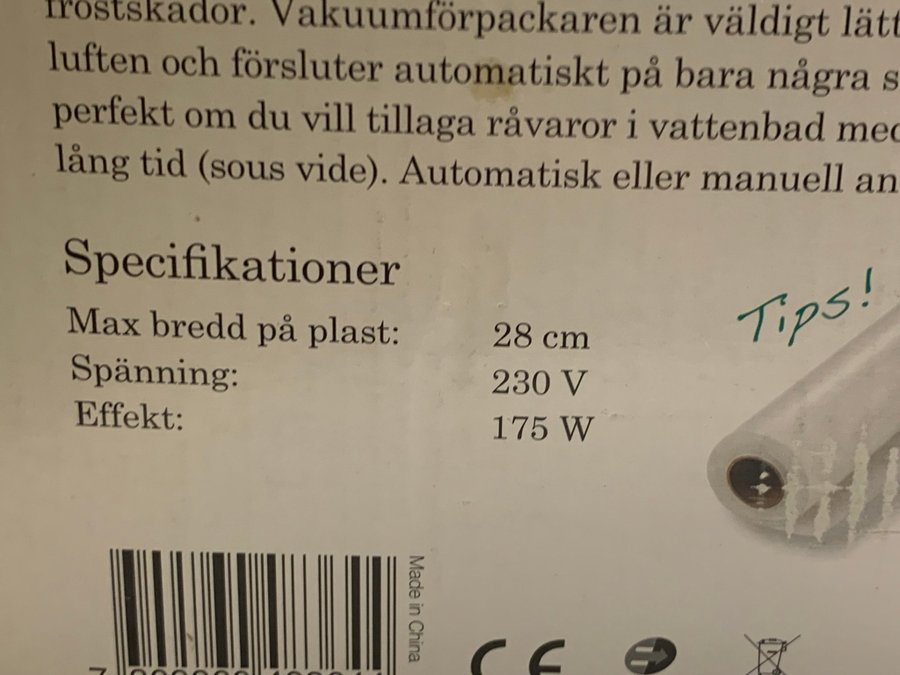 frostskador. Vakuumförpackaren är väldigt lätt
luften och försluter automatiskt på bara några s
perfekt om du vill tillaga råvaror i vattenbad med
lång tid (sous vide). Automatisk eller manuell an
Specifikationer
Max bredd på plast: 28 cm
Spänning: 230 V
Effekt: 175 W
Tips!
Made in China
CE